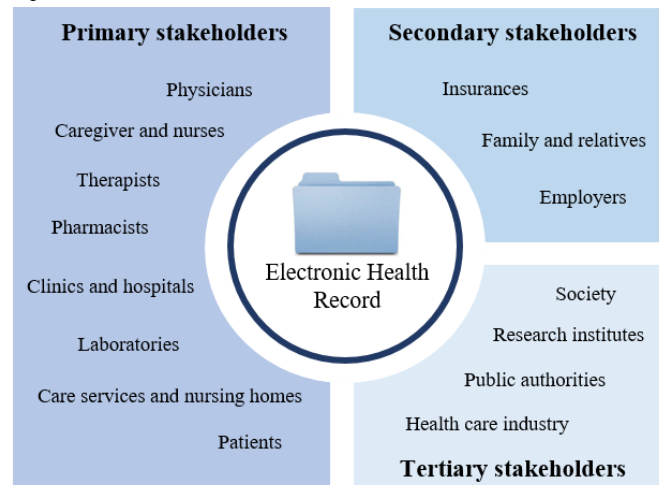 Primary stakeholders
Physicians
Caregiver and nurses
Therapists
Pharmacists
Clinics and hospitals
Laboratories
Care services and nursing homes
Patients
Electronic Health
Record
Secondary stakeholders
Insurances
Family and relatives
Employers
Society
Research institutes
Public authorities
Health care industry
Tertiary stakeholders